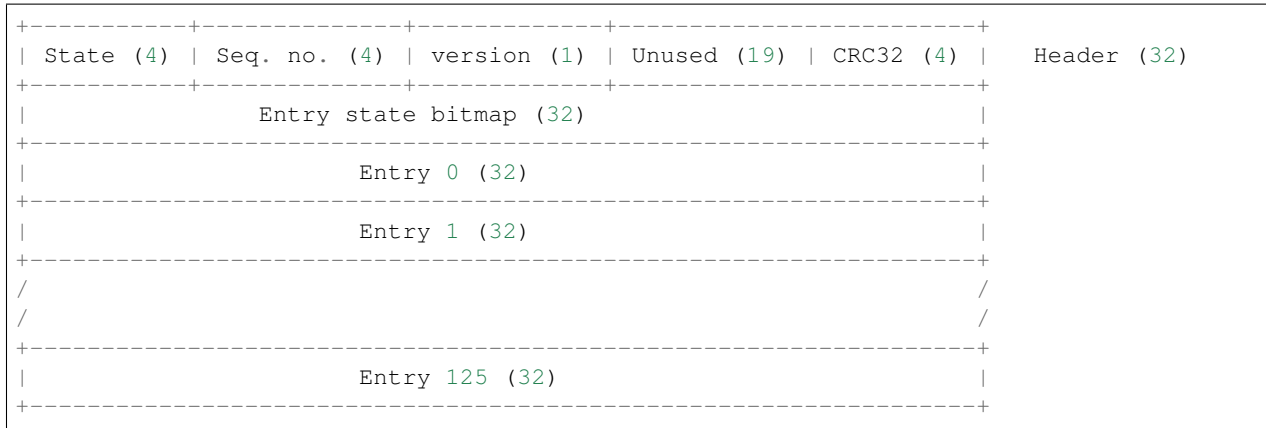 +-----------+--------------+-------------+-------------------------+
| State (4) | Seq. no. (4) | version (1) | Unused (19) | CRC32 (4) |   Header (32)
+-----------+--------------+-------------+-------------------------+
|                Entry state bitmap (32)                           |
+------------------------------------------------------------------+
|                       Entry 0 (32)                               |
+------------------------------------------------------------------+
|                       Entry 1 (32)                               |
+------------------------------------------------------------------+
/                                                                  /
/                                                                  /
+------------------------------------------------------------------+
|                       Entry 125 (32)                             |
+------------------------------------------------------------------+